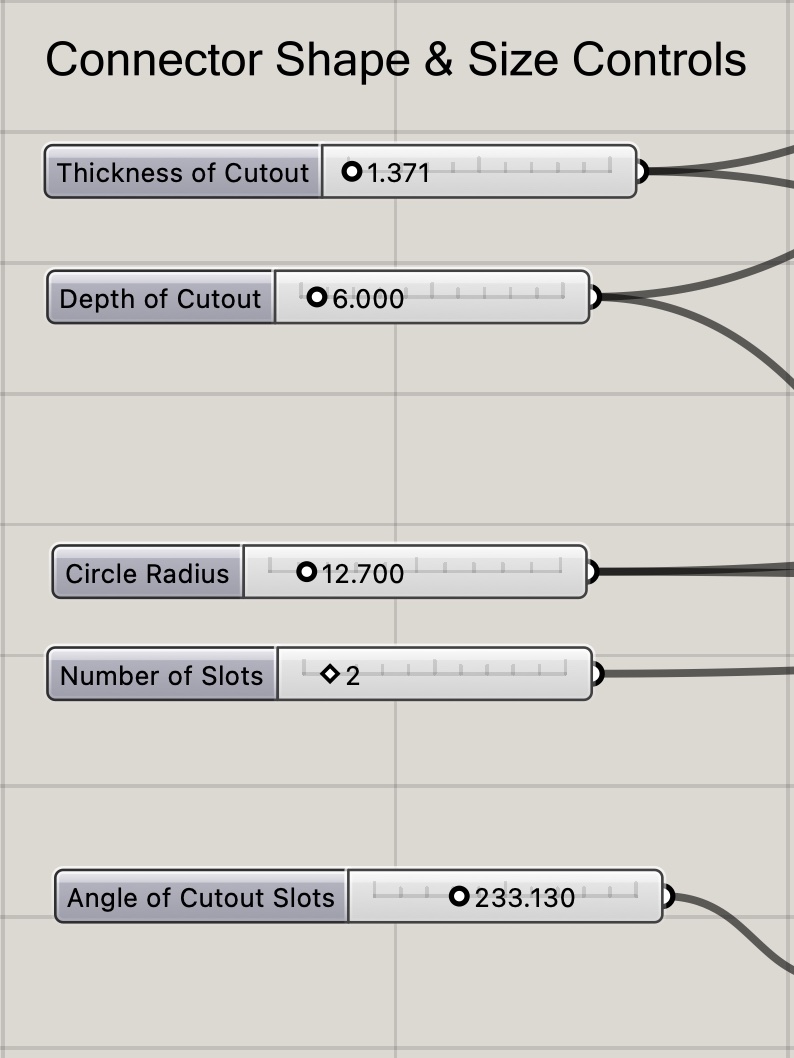 Connector Shape & Size Controls
Thickness of Cutout 1.371
Depth of Cutout 6.000
Circle Radius 12.700
Number of Slots 2
Angle of Cutout Slots 233.130